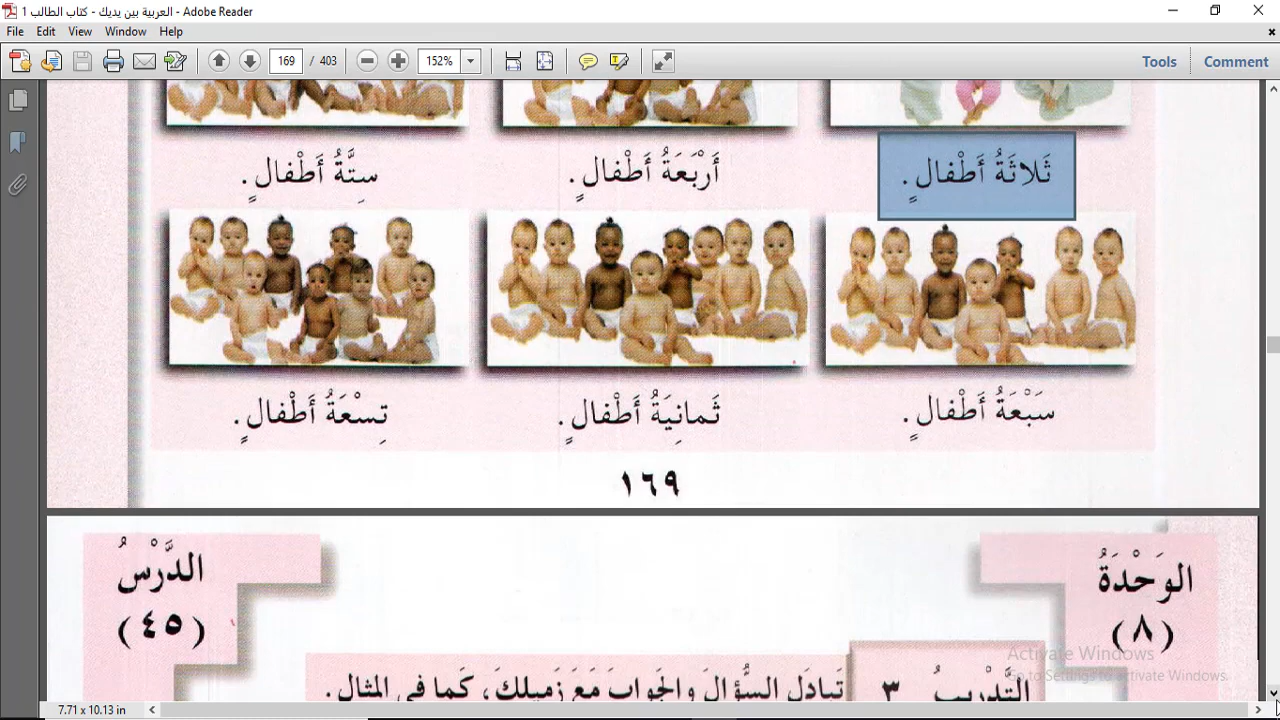 العربية بين يديك - كتاب الطالب 1 - Adobe Reader
File Edit View Window Help
169 / 403 152% Tools Comment
ثَلاثَةُ أَطْفالٍ. أَرْبَعَةُ أَطْفالٍ. سِتَّةُ أَطْفالٍ.
سَبْعَةُ أَطْفالٍ. ثَمانِيَةُ أَطْفالٍ. تِسْعَةُ أَطْفالٍ.
١٦٩
الوَحْدَةُ الدَّرْسُ
(٨) (٤٥)
التَّدْرِيبُ ٣ تَبادَلِ السُّؤالَ والجَوابَ مَعَ زَمِيلِكَ، كَما في المِثال.
Activate Windows
Go to Settings to activate Windows.
7.71 x 10.13 in